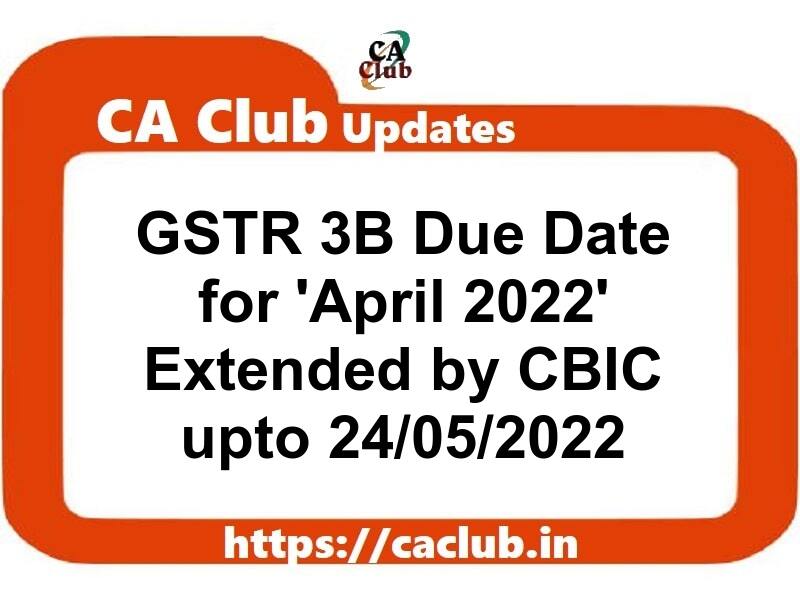 CA
Club
CA Club Updates
GSTR 3B Due Date
for 'April 2022'
Extended by CBIC
upto 24/05/2022
https://caclub.in